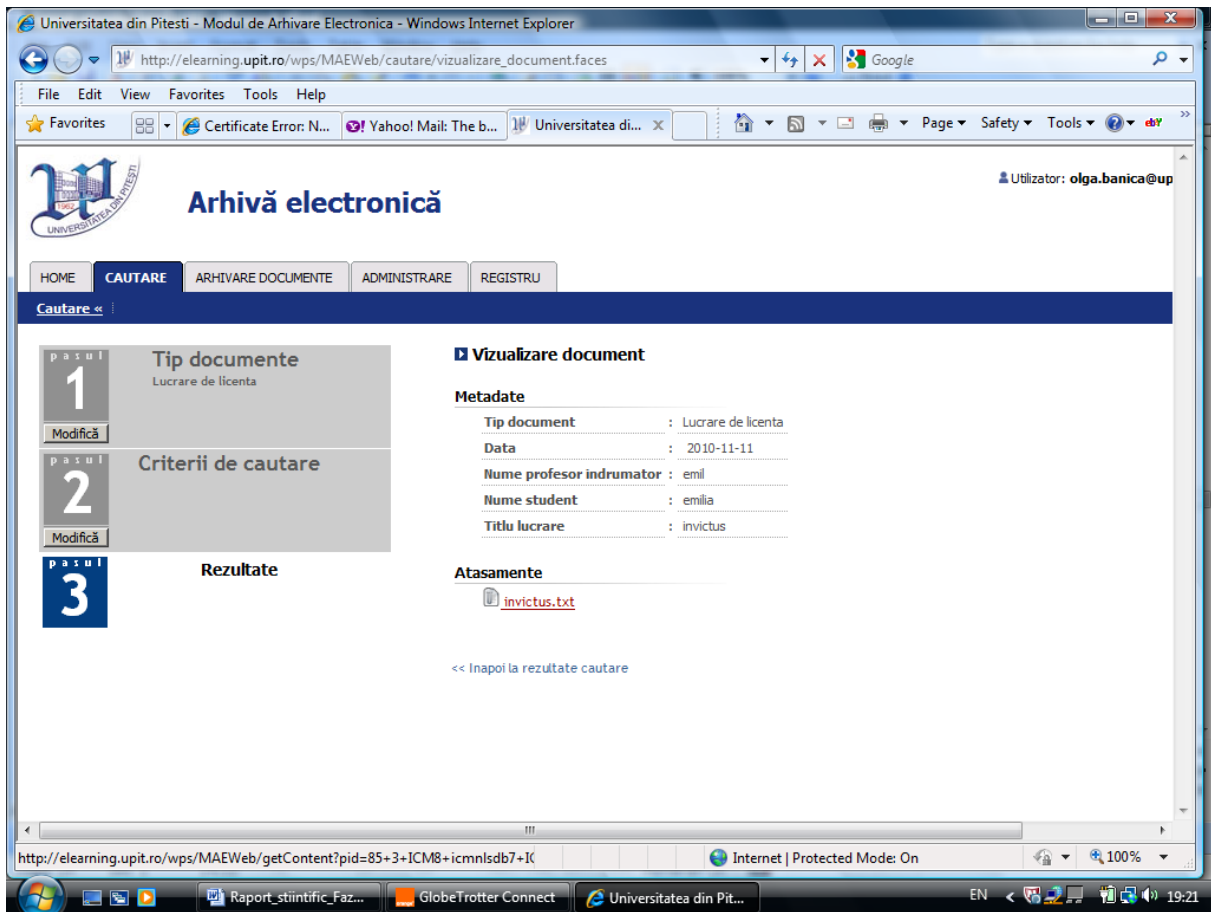 Universitatea din Pitesti - Modul de Arhivare Electronica - Windows Internet Explorer
http://elearning.upit.ro/wps/MAEWeb/cautare/vizualizare_document.faces
Google
File Edit View Favorites Tools Help
Favorites Certificate Error: N... Yahoo! Mail: The b... Universitatea di... Page Safety Tools ebY
UNIVERSITATEA DIN PITEȘTI
1962
Arhivă electronică
Utilizator: olga.banica@up
HOME CAUTARE ARHIVARE DOCUMENTE ADMINISTRARE REGISTRU
Cautare «
pasul
1
Tip documente
Lucrare de licenta
Modifică
pasul
2
Criterii de cautare
Modifică
pasul
3
Rezultate
Vizualizare document
Metadate
Tip document : Lucrare de licenta
Data : 2010-11-11
Nume profesor indrumator : emil
Nume student : emilia
Titlu lucrare : invictus
Atasamente
invictus.txt
<< Inapoi la rezultate cautare
http://elearning.upit.ro/wps/MAEWeb/getContent?pid=85+3+ICM8+icmnlsdb7+IC Internet | Protected Mode: On 100%
Raport_stiintific_Faz... GlobeTrotter Connect Universitatea din Pit... EN 19:21